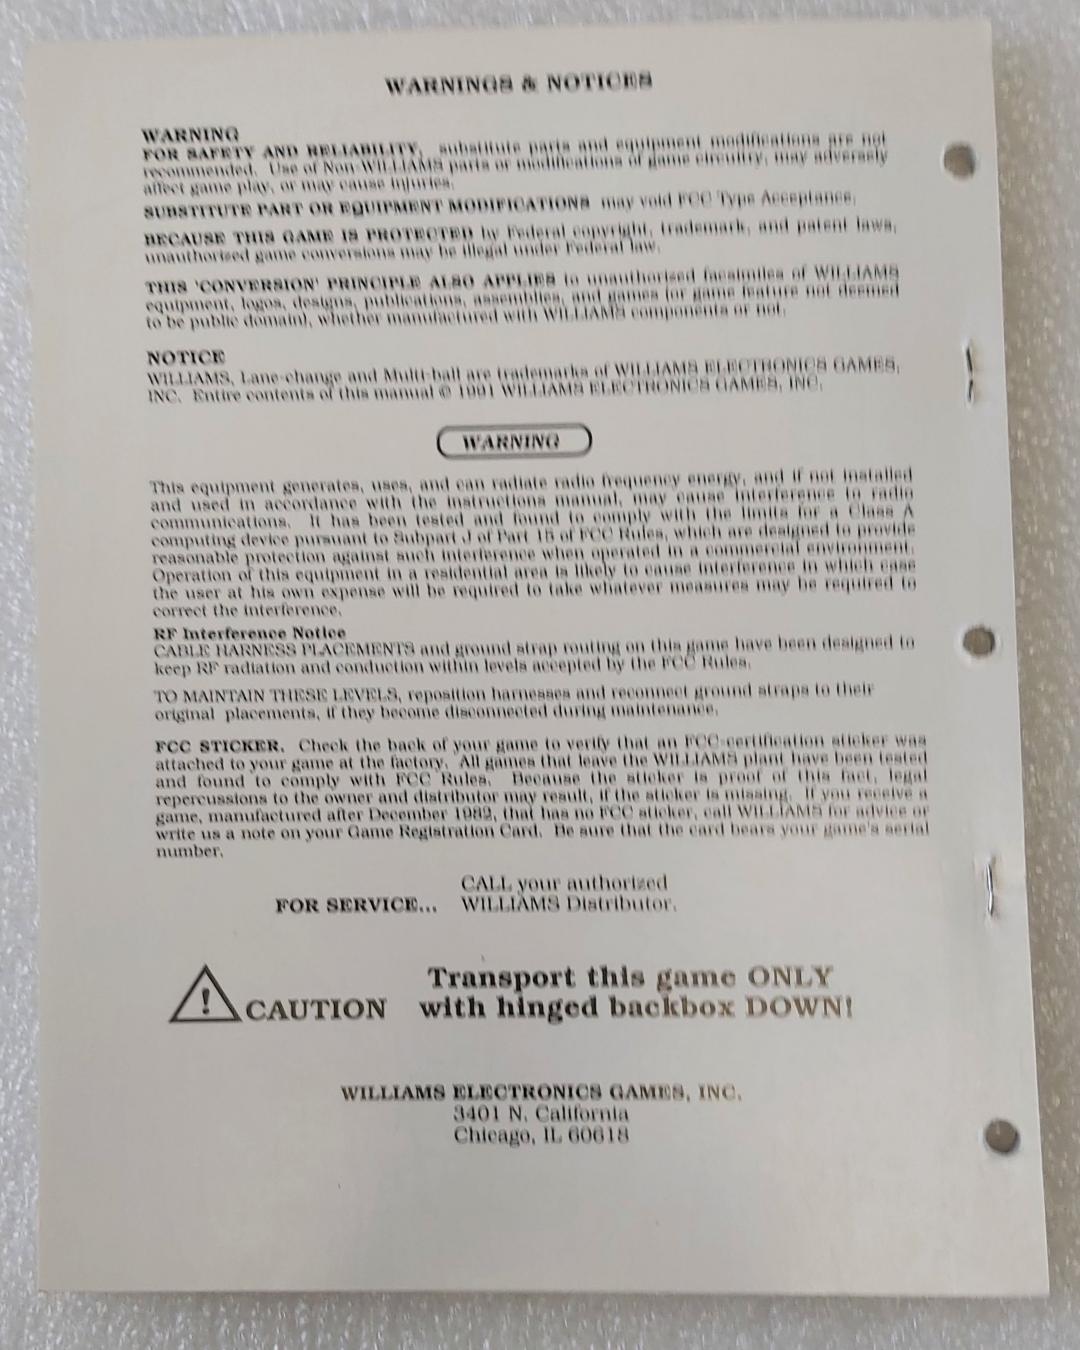 WARNINGS & NOTICES
WARNING
FOR SAFETY AND RELIABILITY, substitute parts and equipment modifications are not
recommended. Use of Non-WILLIAMS parts or modifications of game circuitry, may adversely
affect game play, or may cause injuries.
SUBSTITUTE PART OR EQUIPMENT MODIFICATIONS may void FCC Type Acceptance.
BECAUSE THIS GAME IS PROTECTED by Federal copyright, trademark, and patent laws,
unauthorized game conversions may be illegal under Federal law.
THIS 'CONVERSION' PRINCIPLE ALSO APPLIES to unauthorized facsimiles of WILLIAMS
equipment, logos, designs, publications, assemblies, and games (or game feature not deemed
to be public domain), whether manufactured with WILLIAMS components or not.
NOTICE
WILLIAMS, Lane-change and Multi-ball are trademarks of WILLIAMS ELECTRONICS GAMES,
INC. Entire contents of this manual © 1991 WILLIAMS ELECTRONICS GAMES, INC.
WARNING
This equipment generates, uses, and can radiate radio frequency energy, and if not installed
and used in accordance with the instructions manual, may cause interference to radio
communications. It has been tested and found to comply with the limits for a Class A
computing device pursuant to Subpart J of Part 15 of FCC Rules, which are designed to provide
reasonable protection against such interference when operated in a commercial environment.
Operation of this equipment in a residential area is likely to cause interference in which case
the user at his own expense will be required to take whatever measures may be required to
correct the interference.
RF Interference Notice
CABLE HARNESS PLACEMENTS and ground strap routing on this game have been designed to
keep RF radiation and conduction within levels accepted by the FCC Rules.
TO MAINTAIN THESE LEVELS, reposition harnesses and reconnect ground straps to their
original placements, if they become disconnected during maintenance.
FCC STICKER. Check the back of your game to verify that an FCC-certification sticker was
attached to your game at the factory. All games that leave the WILLIAMS plant have been tested
and found to comply with FCC Rules. Because the sticker is proof of this fact, legal
repercussions to the owner and distributor may result, if the sticker is missing. If you receive a
game, manufactured after December 1982, that has no FCC sticker, call WILLIAMS for advice or
write us a note on your Game Registration Card. Be sure that the card bears your game's serial
number.
CALL your authorized
FOR SERVICE... WILLIAMS Distributor.
Transport this game ONLY
! CAUTION with hinged backbox DOWN!
WILLIAMS ELECTRONICS GAMES, INC.
3401 N. California
Chicago, IL 60618